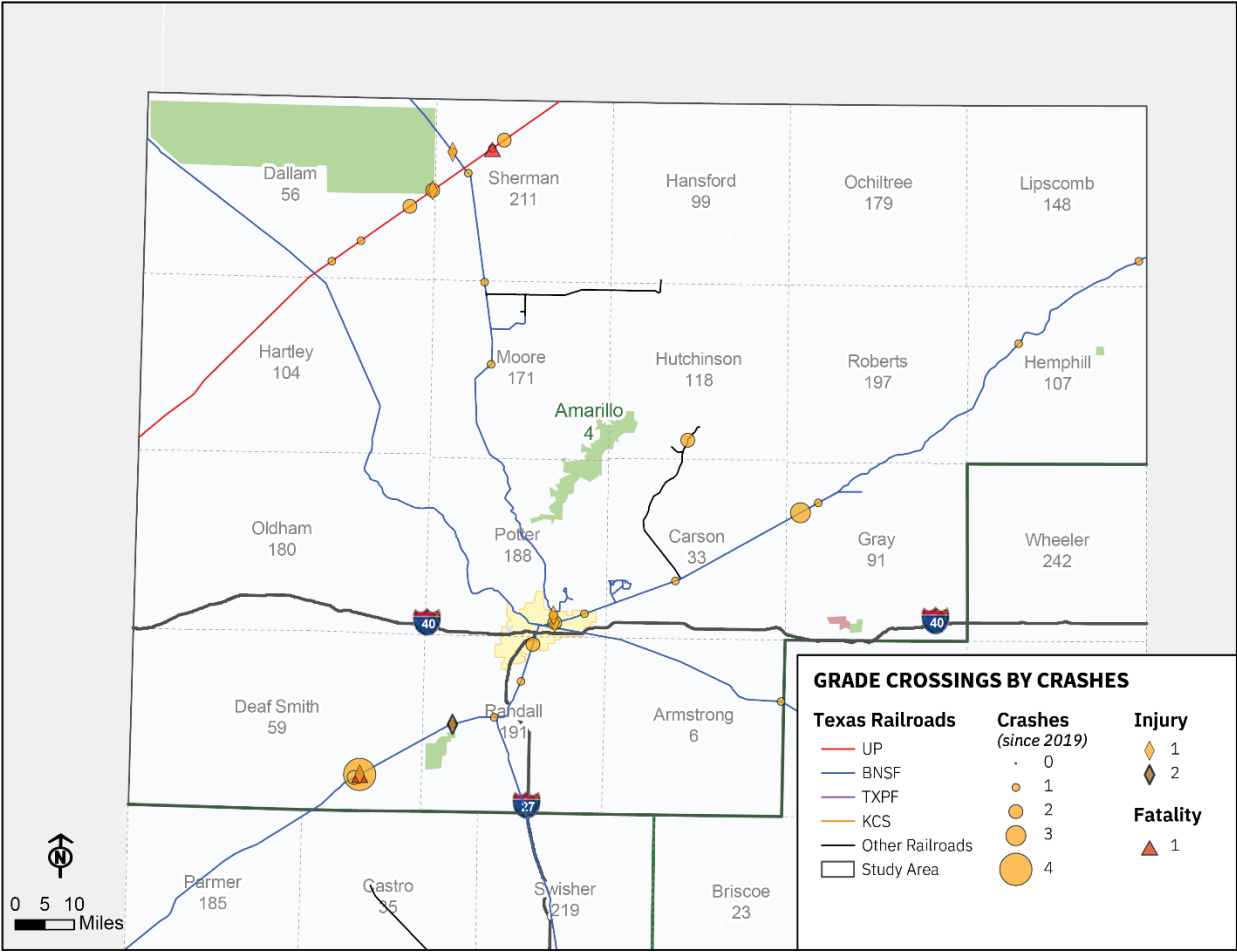 Dallam
56
Sherman
211
Hansford
99
Ochiltree
179
Lipscomb
148
Hartley
104
Moore
171
Hutchinson
118
Roberts
197
Hemphill
107
Amarillo
4
Oldham
180
Potter
188
Carson
33
Gray
91
Wheeler
242
40
40
Deaf Smith
59
Randall
191
Armstrong
6
27
Parmer
185
Castro
35
Swisher
219
Briscoe
23
N
0 5 10
Miles
GRADE CROSSINGS BY CRASHES
Texas Railroads
UP
BNSF
TXPF
KCS
Other Railroads
Study Area
Crashes
(since 2019)
0
1
2
3
4
Injury
1
2
Fatality
1